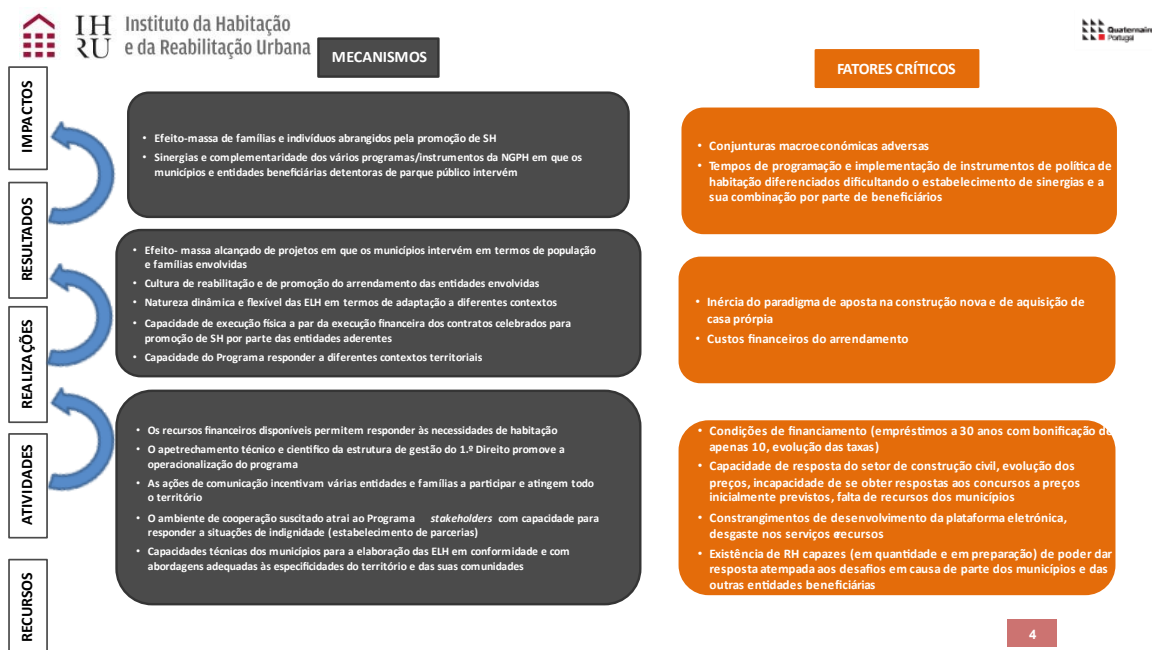 IH
RU
Instituto da Habitação
e da Reabilitação Urbana
Quaternaire
Portugal
MECANISMOS
FATORES CRÍTICOS
IMPACTOS
RESULTADOS
REALIZAÇÕES
ATIVIDADES
RECURSOS
• Efeito-massa de famílias e indivíduos abrangidos pela promoção de SH
• Sinergias e complementaridade dos vários programas/instrumentos da NGPH em que os
municípios e entidades beneficiárias detentoras de parque público intervém
• Conjunturas macroeconómicas adversas
• Tempos de programação e implementação de instrumentos de política de
habitação diferenciados dificultando o estabelecimento de sinergias e a
sua combinação por parte de beneficiários
• Efeito- massa alcançado de projetos em que os municípios intervém em termos de população
e famílias envolvidas
• Cultura de reabilitação e de promoção do arrendamento das entidades envolvidas
• Natureza dinâmica e flexível das ELH em termos de adaptação a diferentes contextos
• Capacidade de execução física a par da execução financeira dos contratos celebrados para
promoção de SH por parte das entidades aderentes
• Capacidade do Programa responder a diferentes contextos territoriais
• Inércia do paradigma de aposta na construção nova e de aquisição de
casa prórpia
• Custos financeiros do arrendamento
• Os recursos financeiros disponíveis permitem responder às necessidades de habitação
• O apetrechamento técnico e científico da estrutura de gestão do 1.º Direito promove a
operacionalização do programa
• As ações de comunicação incentivam várias entidades e famílias a participar e atingem todo
o território
• O ambiente de cooperação suscitado atrai ao Programa stakeholders com capacidade para
responder a situações de indignidade (estabelecimento de parcerias)
• Capacidades técnicas dos municípios para a elaboração das ELH em conformidade e com
abordagens adequadas às especificidades do território e das suas comunidades
• Condições de financiamento (empréstimos a 30 anos com bonificação de
apenas 10, evolução das taxas)
• Capacidade de resposta do setor de construção civil, evolução dos
preços, incapacidade de se obter respostas aos concursos a preços
inicialmente previstos, falta de recursos dos municípios
• Constrangimentos de desenvolvimento da plataforma eletrónica,
desgaste nos serviços e recursos
• Existência de RH capazes (em quantidade e em preparação) de poder dar
resposta atempada aos desafios em causa de parte dos municípios e das
outras entidades beneficiárias
4